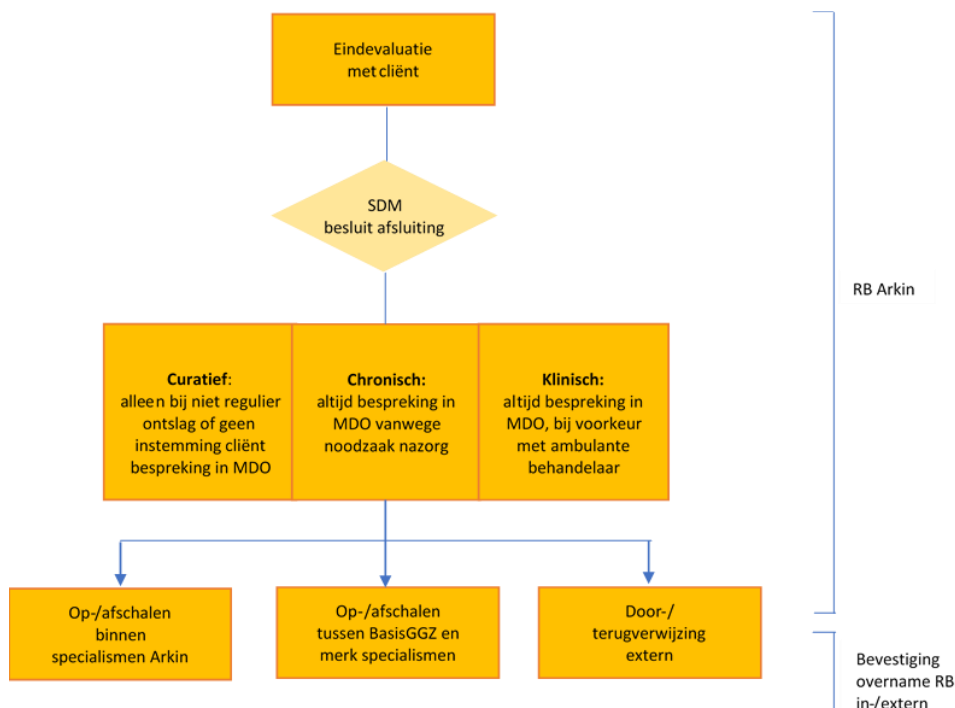 Eindevaluatie
met cliënt
SDM
besluit afsluiting
RB Arkin
Curatief:
alleen bij niet regulier
ontslag of geen
instemming cliënt
bespreking in MDO
Chronisch:
altijd bespreking in
MDO vanwege
noodzaak nazorg
Klinisch:
altijd bespreking in
MDO, bij voorkeur
met ambulante
behandelaar
Op-/afschalen
binnen
specialismen Arkin
Op-/afschalen
tussen BasisGGZ en
merk specialismen
Door-/
terugverwijzing
extern
Bevestiging
overname RB
in-/extern